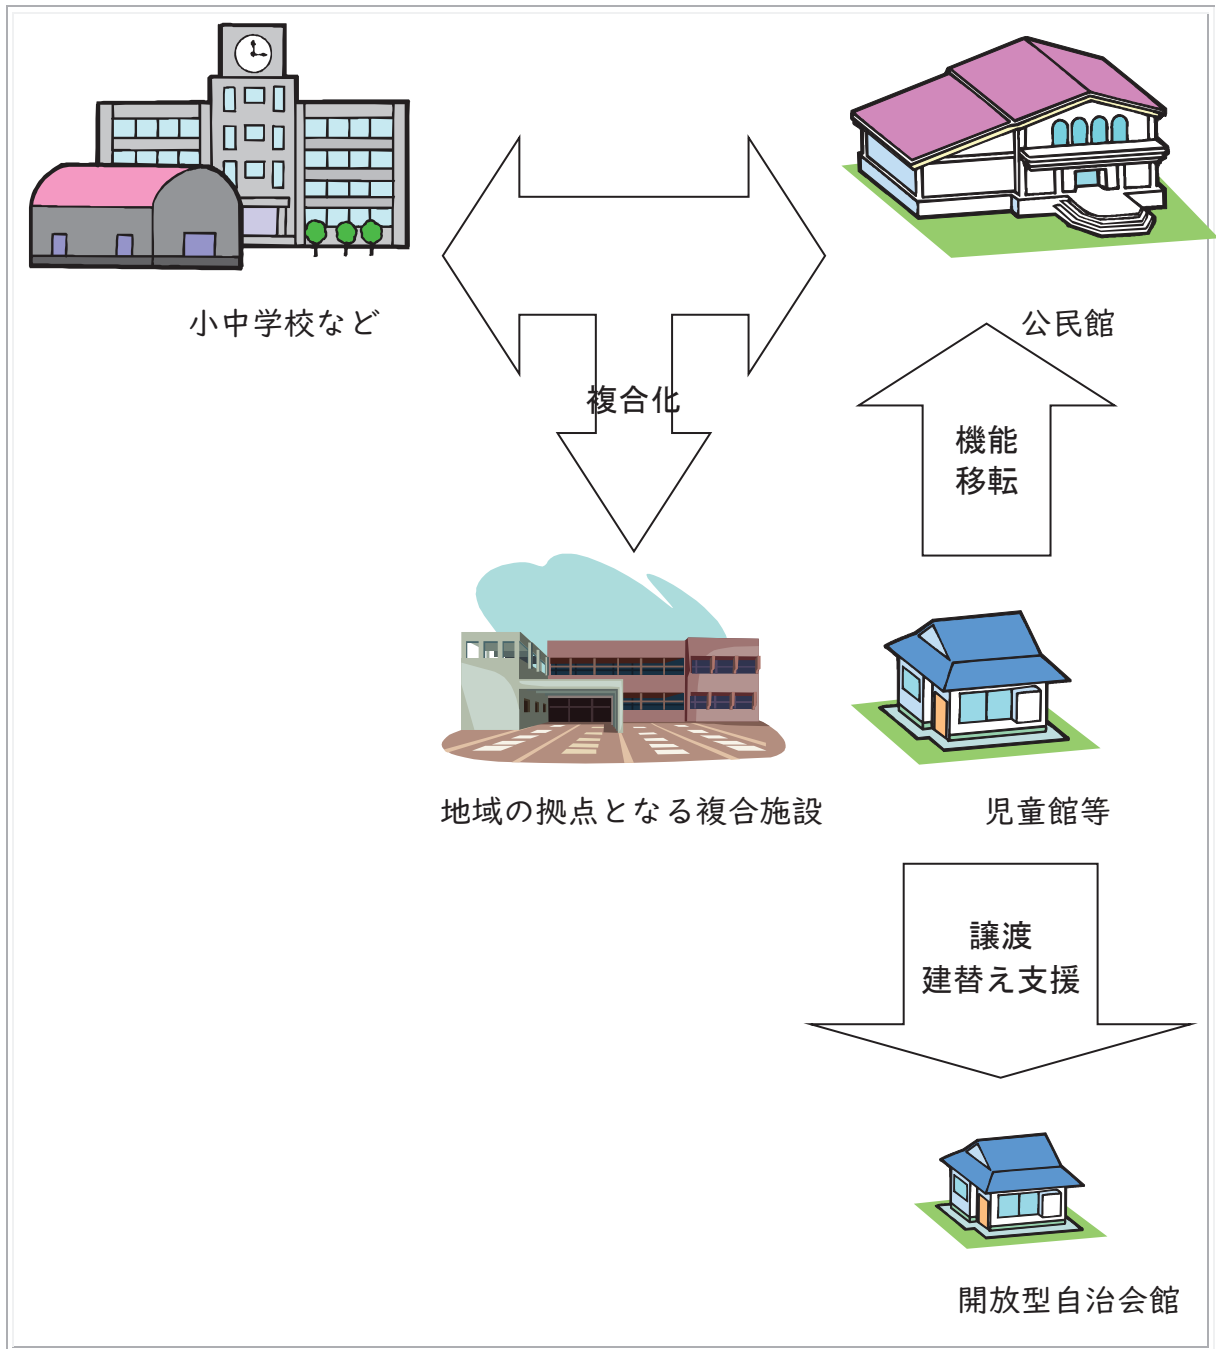 小中学校など
公民館
複合化
機能
移転
地域の拠点となる複合施設
児童館等
譲渡
建替え支援
開放型自治会館